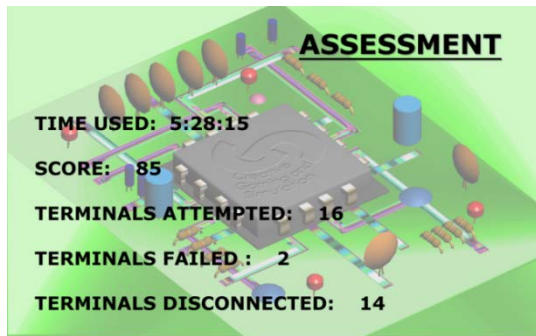 ASSESSMENT
TIME USED: 5:28:15
SCORE: 85
TERMINALS ATTEMPTED: 16
TERMINALS FAILED : 2
TERMINALS DISCONNECTED: 14